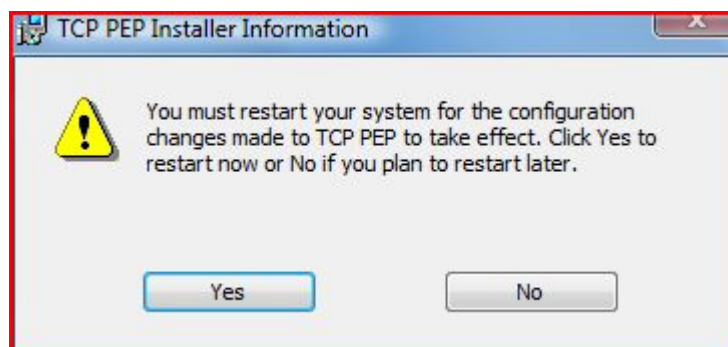 TCP PEP Installer Information
You must restart your system for the configuration
changes made to TCP PEP to take effect. Click Yes to
restart now or No if you plan to restart later.
Yes
No